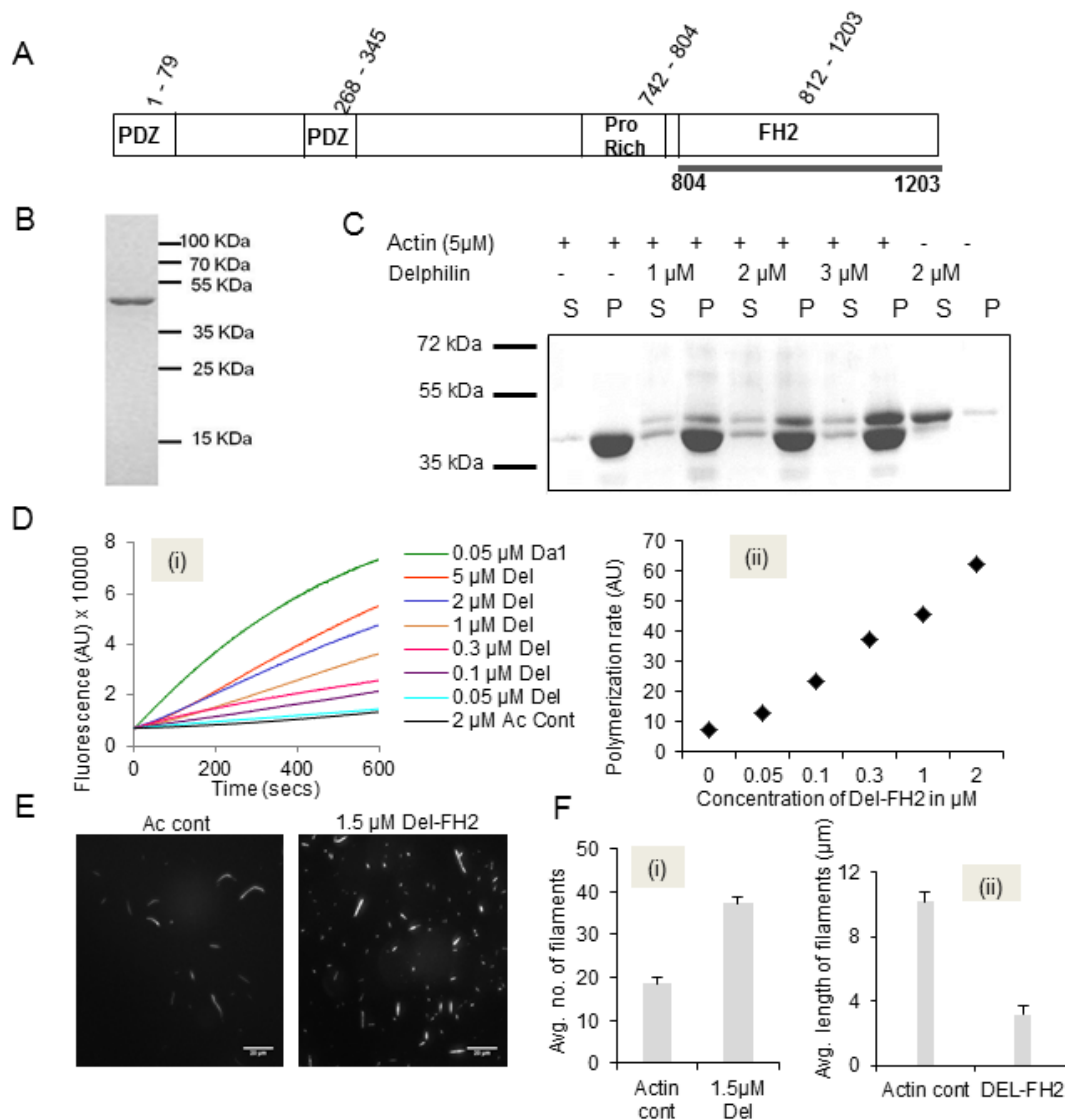 A
1 - 79
268 - 345
742 - 804
812 - 1203
PDZ
PDZ
Pro
Rich
FH2
804
1203
B
100 KDa
70 KDa
55 KDa
35 KDa
25 KDa
15 KDa
C
Actin (5µM) + + + + + + + + - -
Delphilin - - 1 µM 2 µM 3 µM 2 µM
S P S P S P S P S P
72 kDa
55 kDa
35 kDa
D
(i)
Fluorescence (AU) x 10000
8
6
4
2
0
0 200 400 600
Time (secs)
0.05 µM Da1
5 µM Del
2 µM Del
1 µM Del
0.3 µM Del
0.1 µM Del
0.05 µM Del
2 µM Ac Cont
(ii)
Polymerization rate (AU)
70
60
50
40
30
20
10
0
0 0.05 0.1 0.3 1 2
Concentration of Del-FH2 in µM
E
Ac cont
1.5 µM Del-FH2
20 µm
20 µm
F
(i)
Avg. no. of filaments
50
40
30
20
10
0
Actin
cont
1.5µM
Del
(ii)
Avg. length of filaments (µm)
12
8
4
0
Actin cont
DEL-FH2